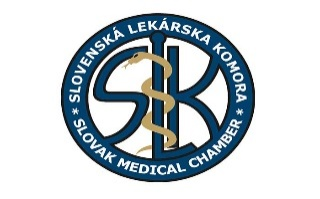 * SLOVENSKÁ LEKÁRSKA KOMORA *
SLK
SLOVAK MEDICAL CHAMBER